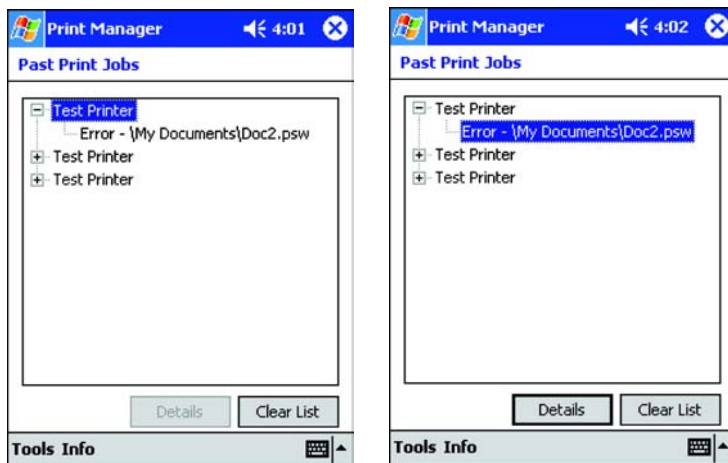 Print Manager 4:01
Past Print Jobs
Test Printer
Error - \My Documents\Doc2.psw
Test Printer
Test Printer
Details Clear List
Tools Info
Print Manager 4:02
Past Print Jobs
Test Printer
Error - \My Documents\Doc2.psw
Test Printer
Test Printer
Details Clear List
Tools Info